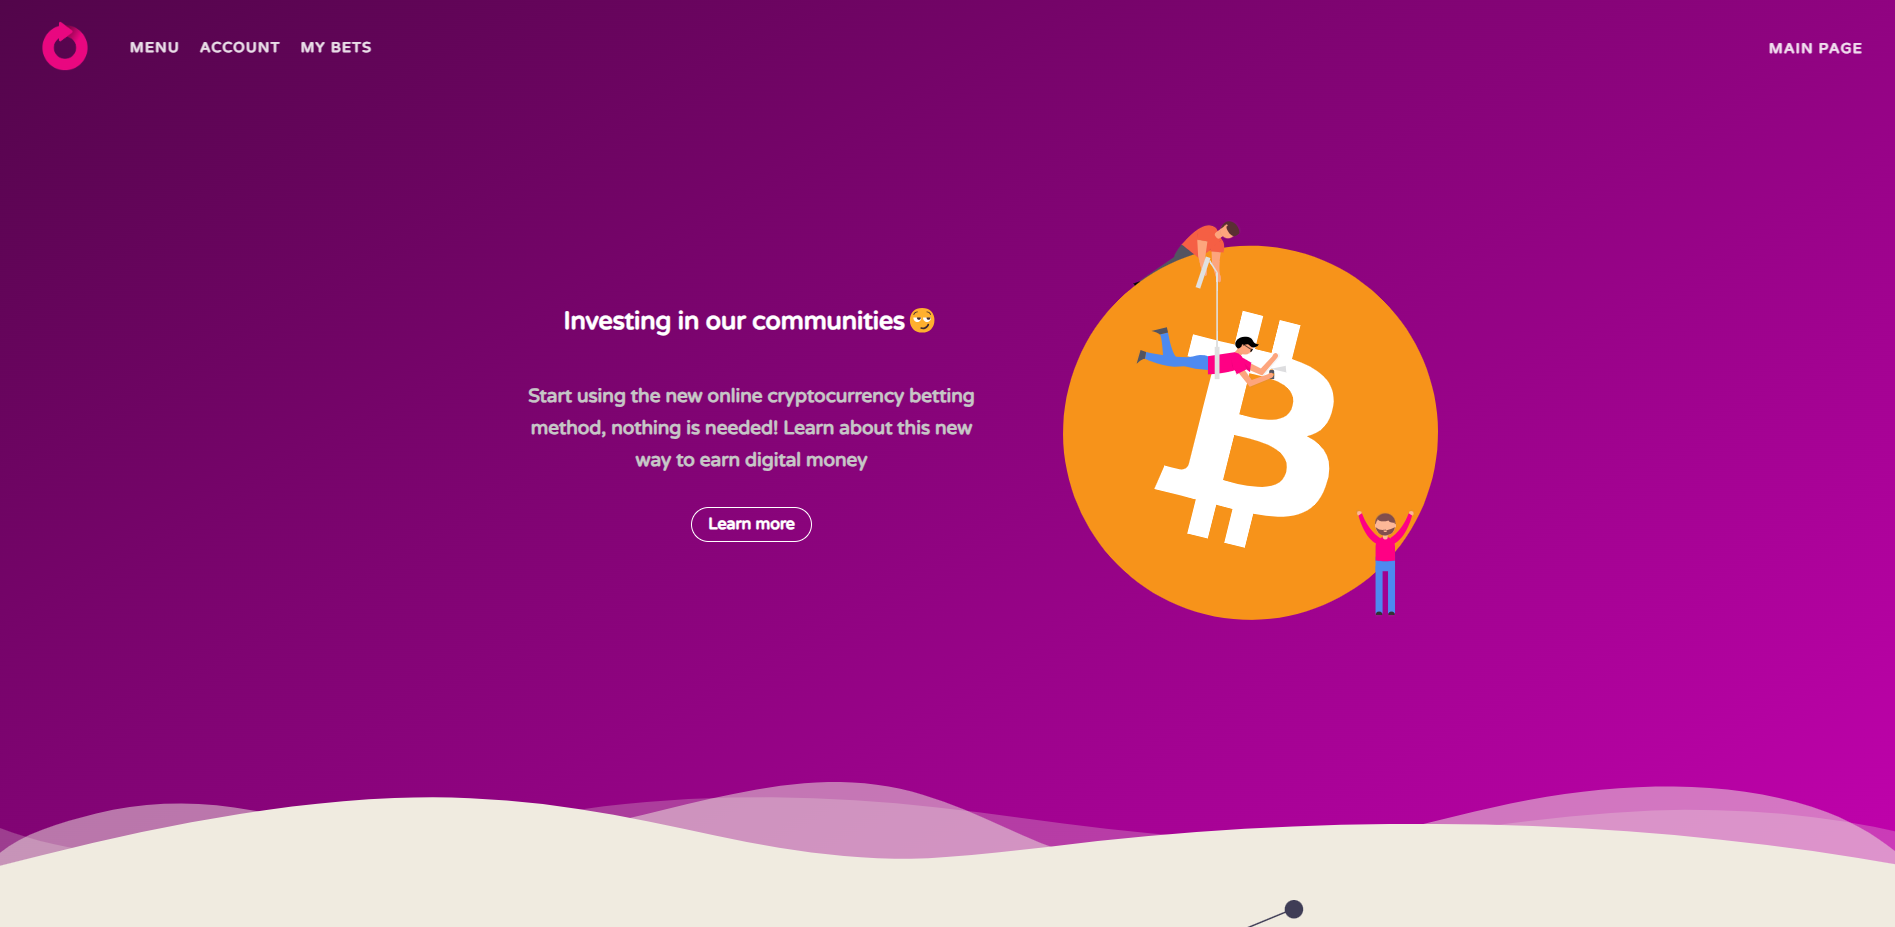 MENU ACCOUNT MY BETS
MAIN PAGE
Investing in our communities 😏
Start using the new online cryptocurrency betting
method, nothing is needed! Learn about this new
way to earn digital money
Learn more